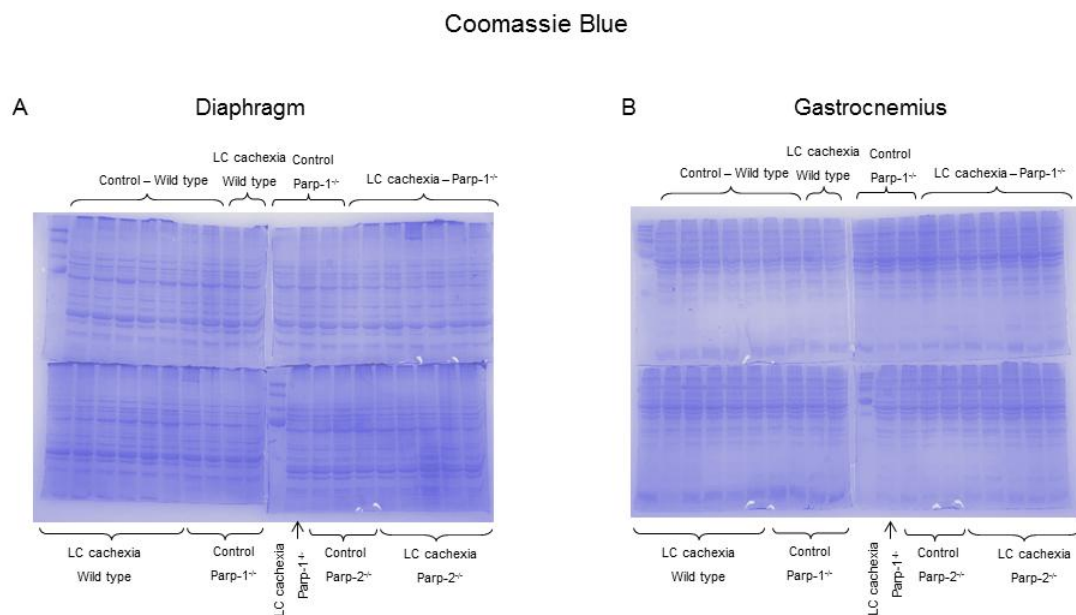 Coomassie Blue
A
Diaphragm
LC cachexia
Wild type
Control
Parp-1⁻/⁻
Control – Wild type
LC cachexia – Parp-1⁻/⁻
LC cachexia
Wild type
Control
Parp-1⁻/⁻
LC cachexia
Parp-1⁻/⁻
Control
Parp-2⁻/⁻
LC cachexia
Parp-2⁻/⁻
B
Gastrocnemius
LC cachexia
Wild type
Control
Parp-1⁻/⁻
Control – Wild type
LC cachexia – Parp-1⁻/⁻
LC cachexia
Wild type
Control
Parp-1⁻/⁻
LC cachexia
Parp-1⁻/⁻
Control
Parp-2⁻/⁻
LC cachexia
Parp-2⁻/⁻